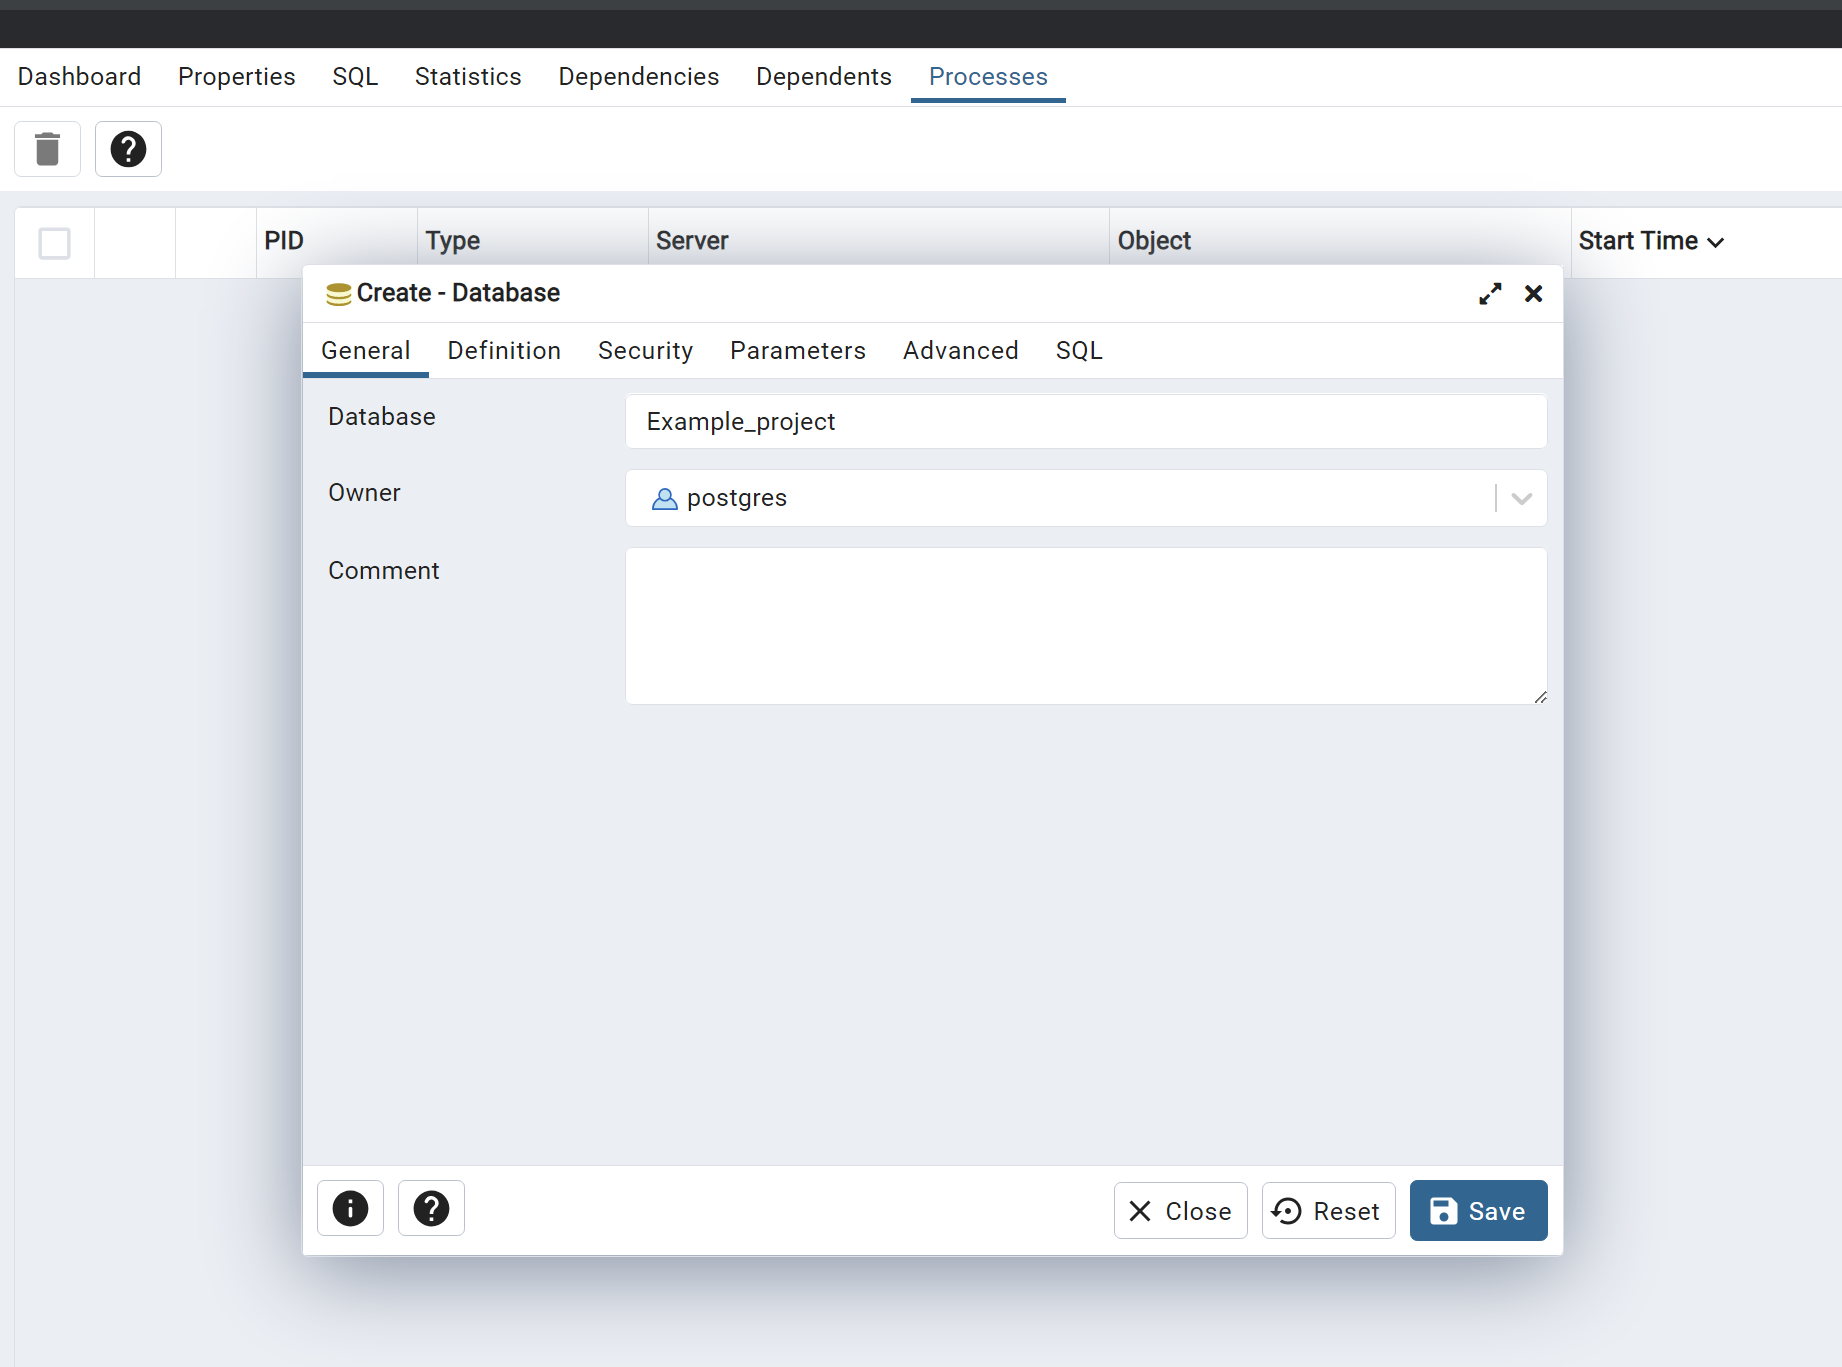 Dashboard Properties SQL Statistics Dependencies Dependents Processes
PID Type Server Object Start Time
Create - Database
General Definition Security Parameters Advanced SQL
Database Example_project
Owner postgres
Comment
Close Reset Save